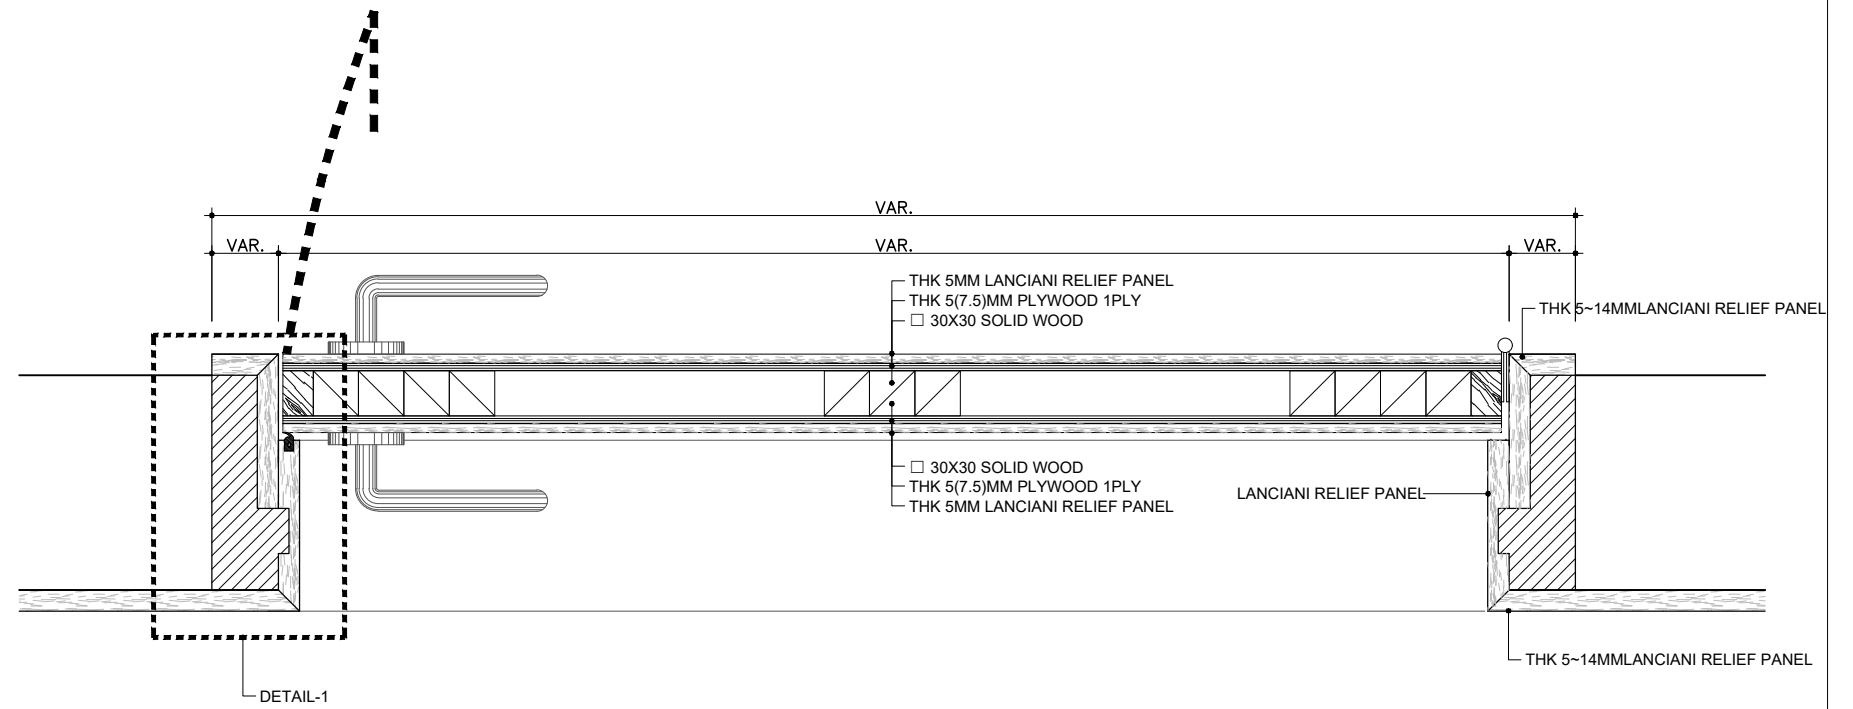 VAR.
VAR.
VAR.
VAR.
THK 5MM LANCIANI RELIEF PANEL
THK 5(7.5)MM PLYWOOD 1PLY
□ 30X30 SOLID WOOD
THK 5~14MMLANCIANI RELIEF PANEL
□ 30X30 SOLID WOOD
THK 5(7.5)MM PLYWOOD 1PLY
THK 5MM LANCIANI RELIEF PANEL
LANCIANI RELIEF PANEL
THK 5~14MMLANCIANI RELIEF PANEL
DETAIL-1